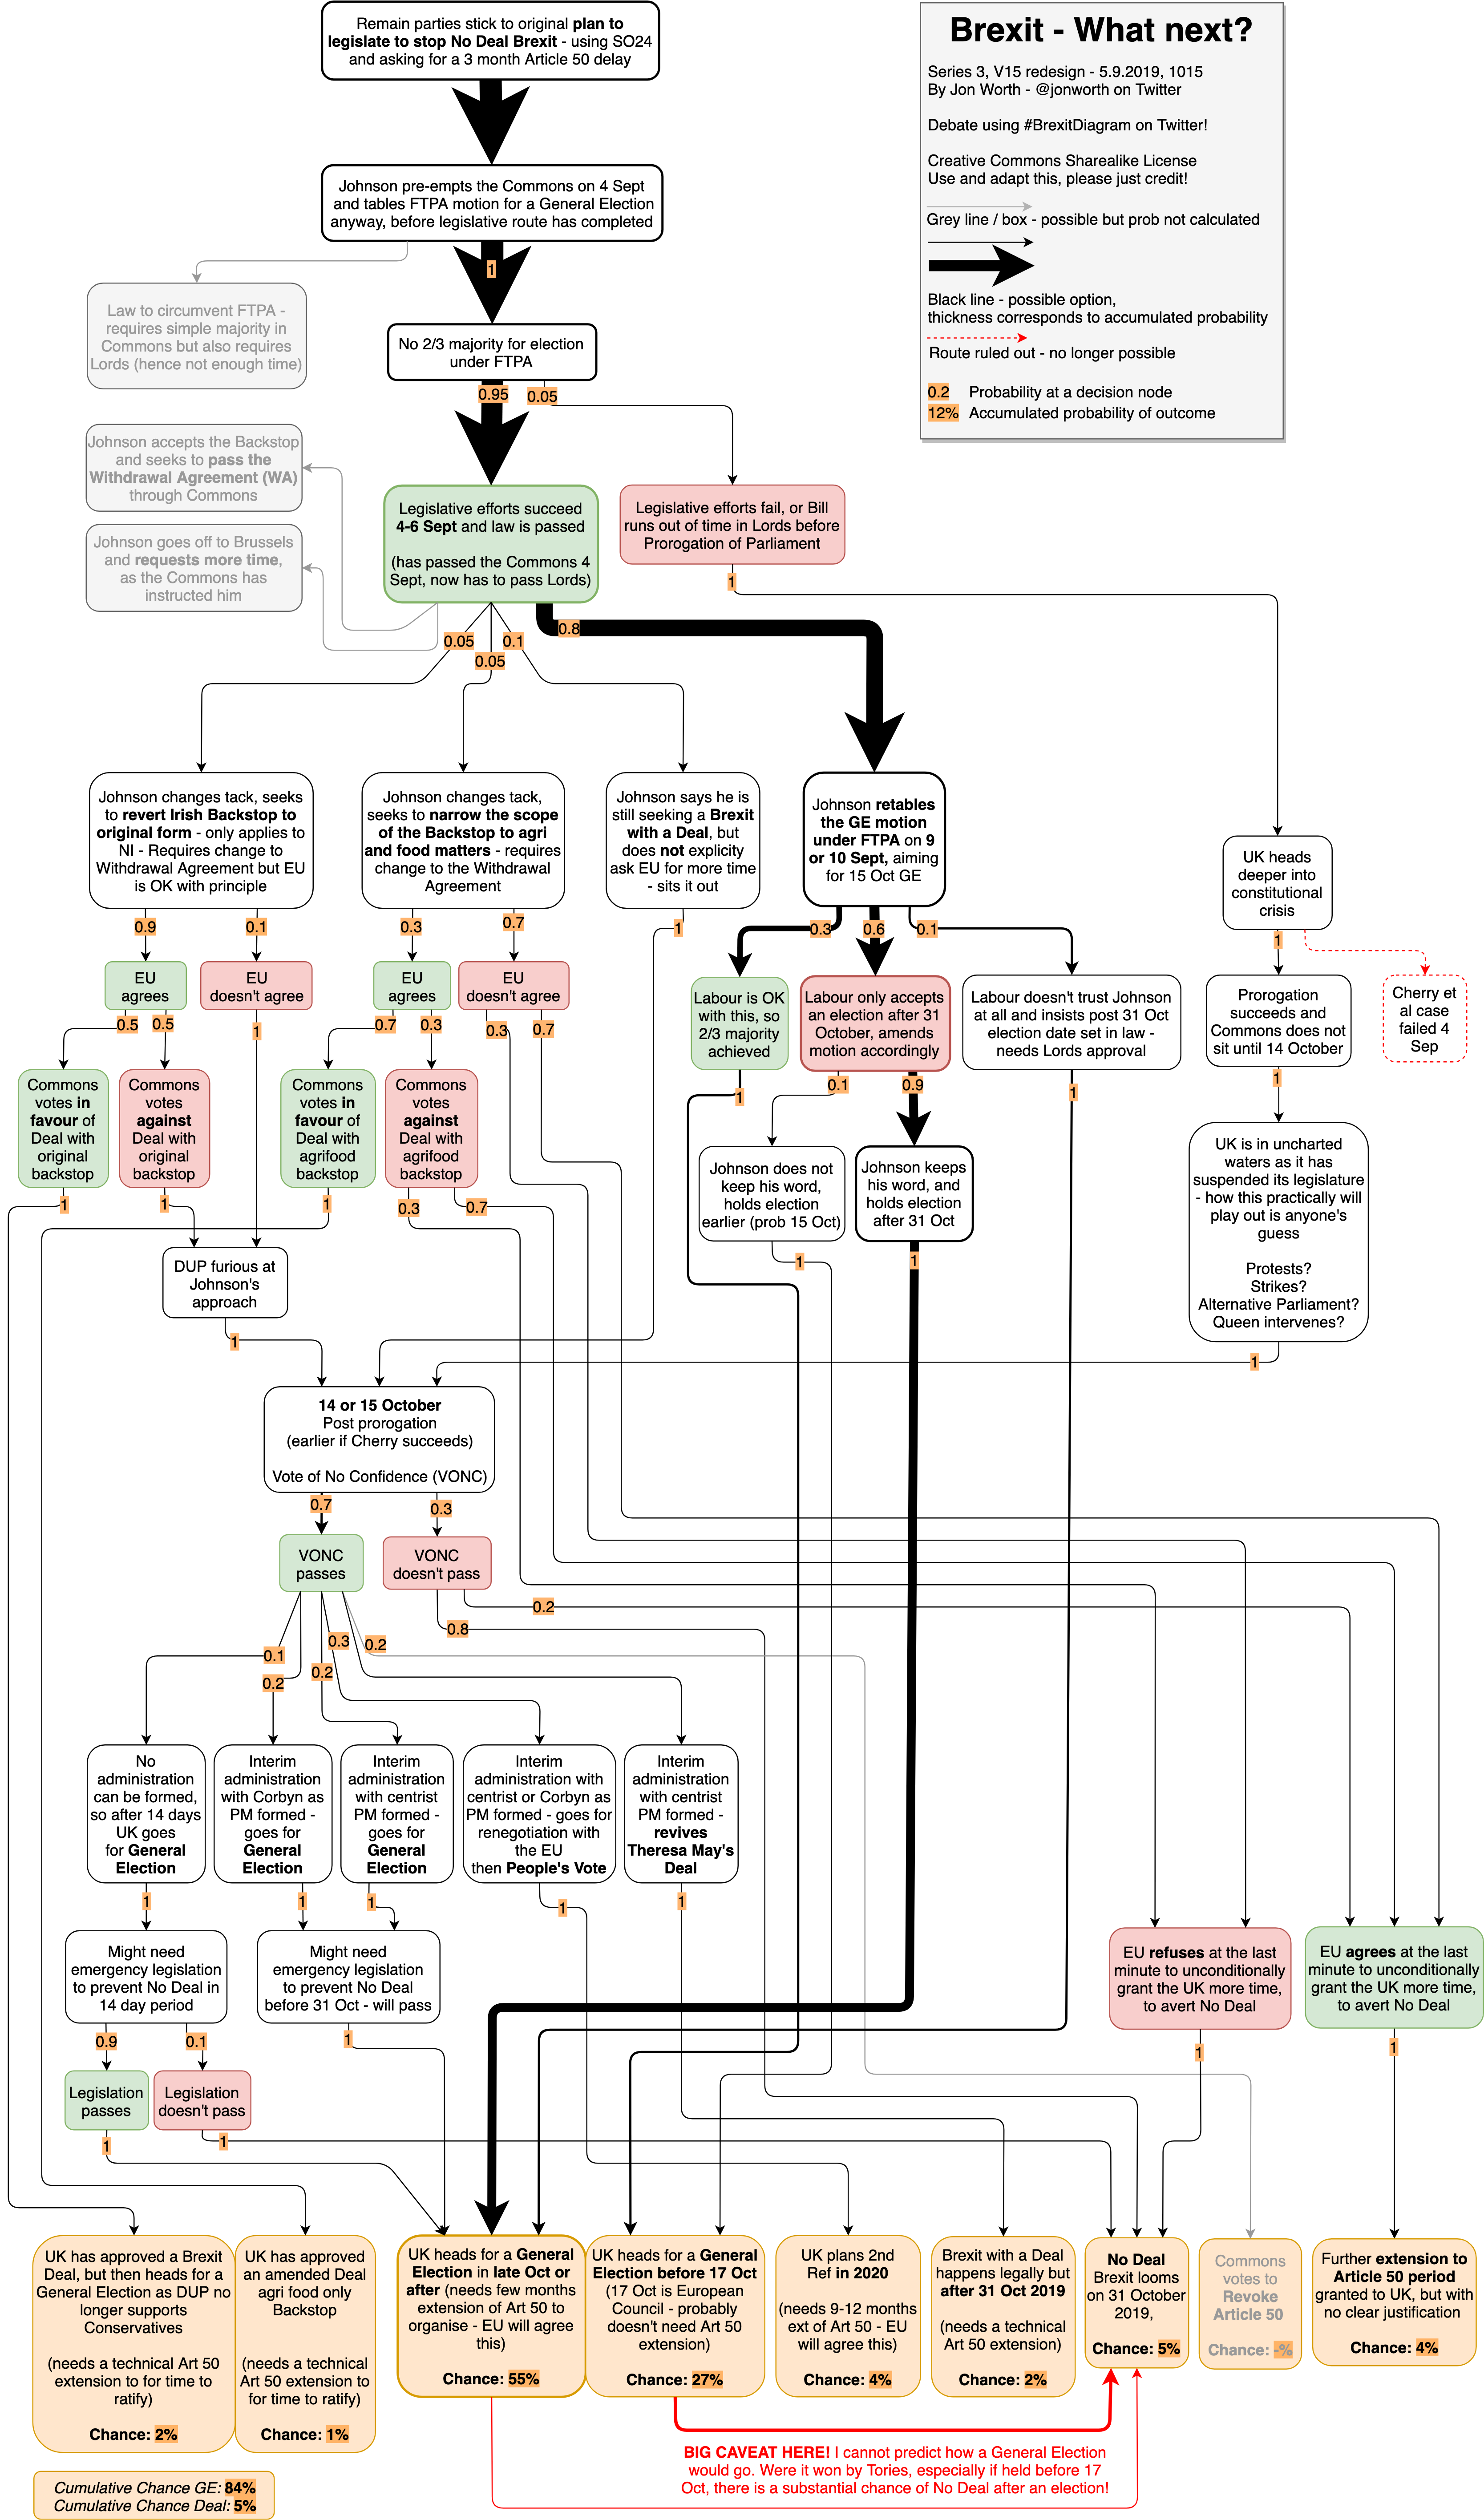 Remain parties stick to original plan to
legislate to stop No Deal Brexit - using SO24
and asking for a 3 month Article 50 delay
Brexit - What next?
Series 3, V15 redesign - 5.9.2019, 1015
By Jon Worth - @jonworth on Twitter
Debate using #BrexitDiagram on Twitter!
Creative Commons Sharealike License
Use and adapt this, please just credit!
Grey line / box - possible but prob not calculated
Black line - possible option,
thickness corresponds to accumulated probability
Route ruled out - no longer possible
0.2 Probability at a decision node
12% Accumulated probability of outcome
Johnson pre-empts the Commons on 4 Sept
and tables FTPA motion for a General Election
anyway, before legislative route has completed
1
Law to circumvent FTPA -
requires simple majority in
Commons but also requires
Lords (hence not enough time)
No 2/3 majority for election
under FTPA
0.95
0.05
Johnson accepts the Backstop
and seeks to pass the
Withdrawal Agreement (WA)
through Commons
Johnson goes off to Brussels
and requests more time,
as the Commons has
instructed him
Legislative efforts succeed
4-6 Sept and law is passed
(has passed the Commons 4
Sept, now has to pass Lords)
Legislative efforts fail, or Bill
runs out of time in Lords before
Prorogation of Parliament
1
0.05
0.05
0.1
0.8
Johnson changes tack, seeks
to revert Irish Backstop to
original form - only applies to
NI - Requires change to
Withdrawal Agreement but EU
is OK with principle
Johnson changes tack,
seeks to narrow the scope
of the Backstop to agri
and food matters - requires
change to the Withdrawal
Agreement
Johnson says he is
still seeking a Brexit
with a Deal, but
does not explicity
ask EU for more time
- sits it out
Johnson retables
the GE motion
under FTPA on 9
or 10 Sept, aiming
for 15 Oct GE
UK heads
deeper into
constitutional
crisis
0.9
0.1
0.3
0.7
1
0.3
0.6
0.1
1
EU
agrees
EU
doesn't agree
EU
agrees
EU
doesn't agree
Labour is OK
with this, so
2/3 majority
achieved
Labour only accepts
an election after 31
October, amends
motion accordingly
Labour doesn't trust Johnson
at all and insists post 31 Oct
election date set in law -
needs Lords approval
Prorogation
succeeds and
Commons does not
sit until 14 October
Cherry et
al case
failed 4
Sep
0.5
0.5
1
0.7
0.3
0.3
0.7
1
0.1
0.9
1
1
Commons
votes in
favour of
Deal with
original
backstop
Commons
votes
against
Deal with
original
backstop
Commons
votes in
favour of
Deal with
agrifood
backstop
Commons
votes
against
Deal with
agrifood
backstop
Johnson does not
keep his word,
holds election
earlier (prob 15 Oct)
Johnson keeps
his word, and
holds election
after 31 Oct
UK is in uncharted
waters as it has
suspended its legislature
- how this practically will
play out is anyone's
guess
Protests?
Strikes?
Alternative Parliament?
Queen intervenes?
1
1
1
0.3
0.7
1
1
1
DUP furious at
Johnson's
approach
1
14 or 15 October
Post prorogation
(earlier if Cherry succeeds)
Vote of No Confidence (VONC)
0.7
0.3
VONC
passes
VONC
doesn't pass
0.1
0.2
0.2
0.3
0.2
0.8
0.2
No
administration
can be formed,
so after 14 days
UK goes
for General
Election
Interim
administration
with Corbyn as
PM formed -
goes for
General
Election
Interim
administration
with centrist
PM formed -
goes for
General
Election
Interim
administration with
centrist or Corbyn as
PM formed - goes for
renegotiation with
the EU
then People's Vote
Interim
administration
with centrist
PM formed -
revives
Theresa May's
Deal
1
1
1
1
1
Might need
emergency legislation
to prevent No Deal in
14 day period
Might need
emergency legislation
to prevent No Deal
before 31 Oct - will pass
EU refuses at the last
minute to unconditionally
grant the UK more time,
to avert No Deal
EU agrees at the last
minute to unconditionally
grant the UK more time,
to avert No Deal
0.9
0.1
1
1
1
Legislation
passes
Legislation
doesn't pass
1
1
UK has approved a Brexit
Deal, but then heads for a
General Election as DUP no
longer supports
Conservatives
(needs a technical Art 50
extension to for time to
ratify)
Chance: 2%
UK has approved
an amended Deal
agri food only
Backstop
(needs a technical
Art 50 extension to
for time to ratify)
Chance: 1%
UK heads for a General
Election in late Oct or
after (needs few months
extension of Art 50 to
organise - EU will agree
this)
Chance: 55%
UK heads for a General
Election before 17 Oct
(17 Oct is European
Council - probably
doesn't need Art 50
extension)
Chance: 27%
UK plans 2nd
Ref in 2020
(needs 9-12 months
ext of Art 50 - EU
will agree this)
Chance: 4%
Brexit with a Deal
happens legally but
after 31 Oct 2019
(needs a technical
Art 50 extension)
Chance: 2%
No Deal
Brexit looms
on 31 October
2019,
Chance: 5%
Commons
votes to
Revoke
Article 50
Chance: -%
Further extension to
Article 50 period
granted to UK, but with
no clear justification
Chance: 4%
BIG CAVEAT HERE! I cannot predict how a General Election
would go. Were it won by Tories, especially if held before 17
Oct, there is a substantial chance of No Deal after an election!
Cumulative Chance GE: 84%
Cumulative Chance Deal: 5%